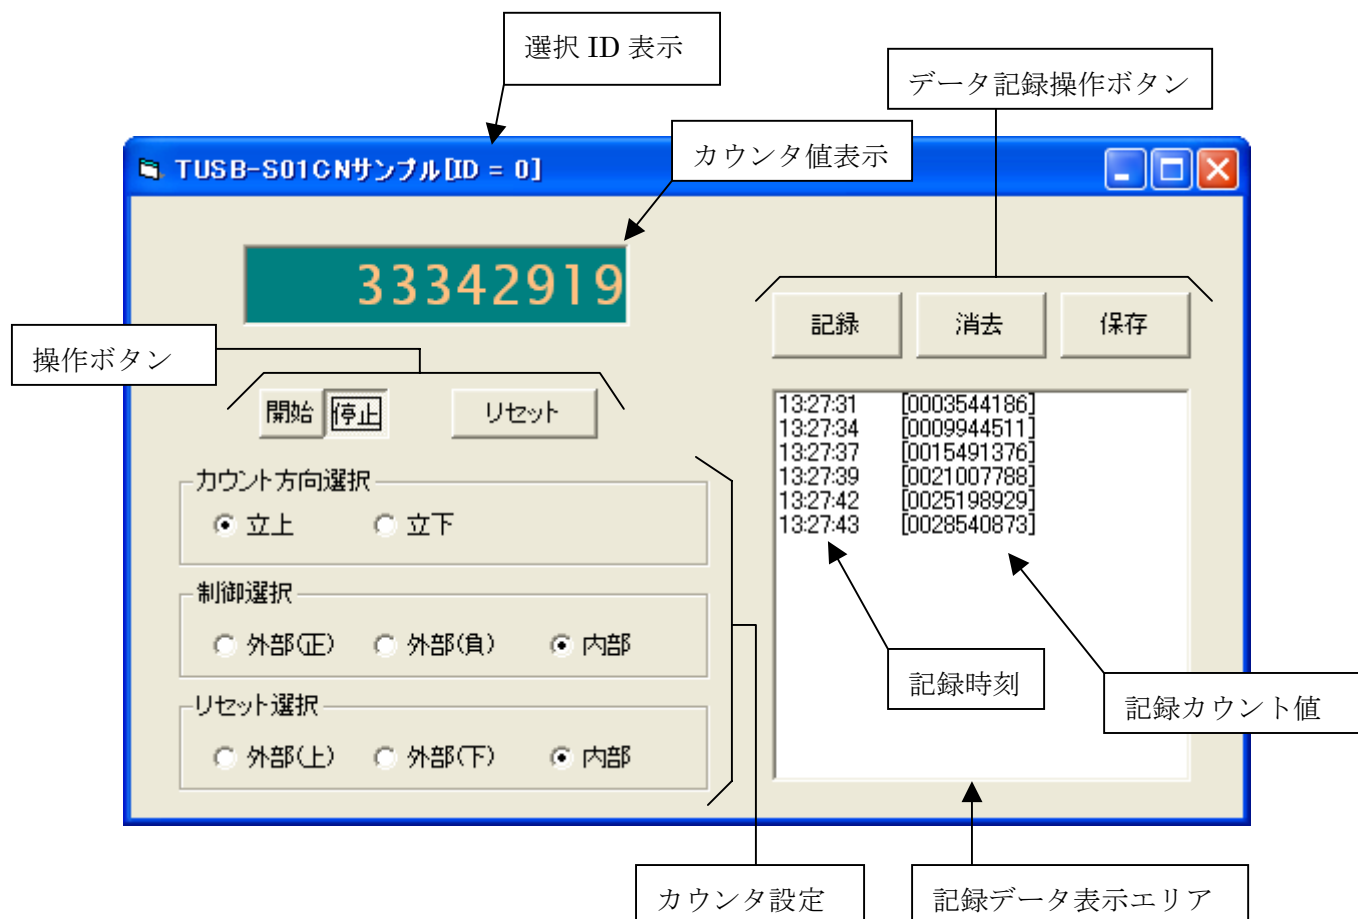 選択 ID 表示
データ記録操作ボタン
カウンタ値表示
TUSB-S01CNサンプル[ID = 0]
33342919
操作ボタン
記録 消去 保存
開始 停止 リセット
13:27:31 [0003544186]
13:27:34 [0009944511]
13:27:37 [0015491376]
13:27:39 [0021007788]
13:27:42 [0025198929]
13:27:43 [0028540873]
カウント方向選択
立上 立下
制御選択
外部(正) 外部(負) 内部
リセット選択
外部(上) 外部(下) 内部
記録時刻
記録カウント値
カウンタ設定
記録データ表示エリア